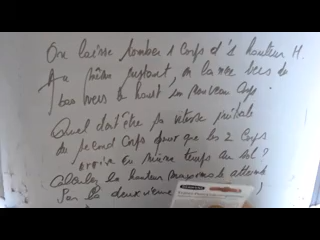 On laisse tomber 1 Corps d'1 hauteur H.
Au même instant, on lance vers de
bas vers le haut, un nouveau Corps.
Quel doit être sa vitesse initiale
du second Corps pour que les 2 Corps
arrive en même temps au sol ?
Calculer la hauteur maximale atteinte
Par le deuxième